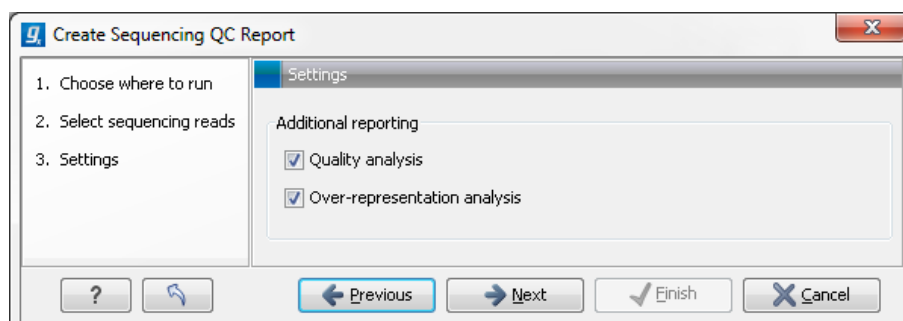 Create Sequencing QC Report
X
1. Choose where to run
2. Select sequencing reads
3. Settings
Settings
Additional reporting
Quality analysis
Over-representation analysis
? Previous Next Finish Cancel